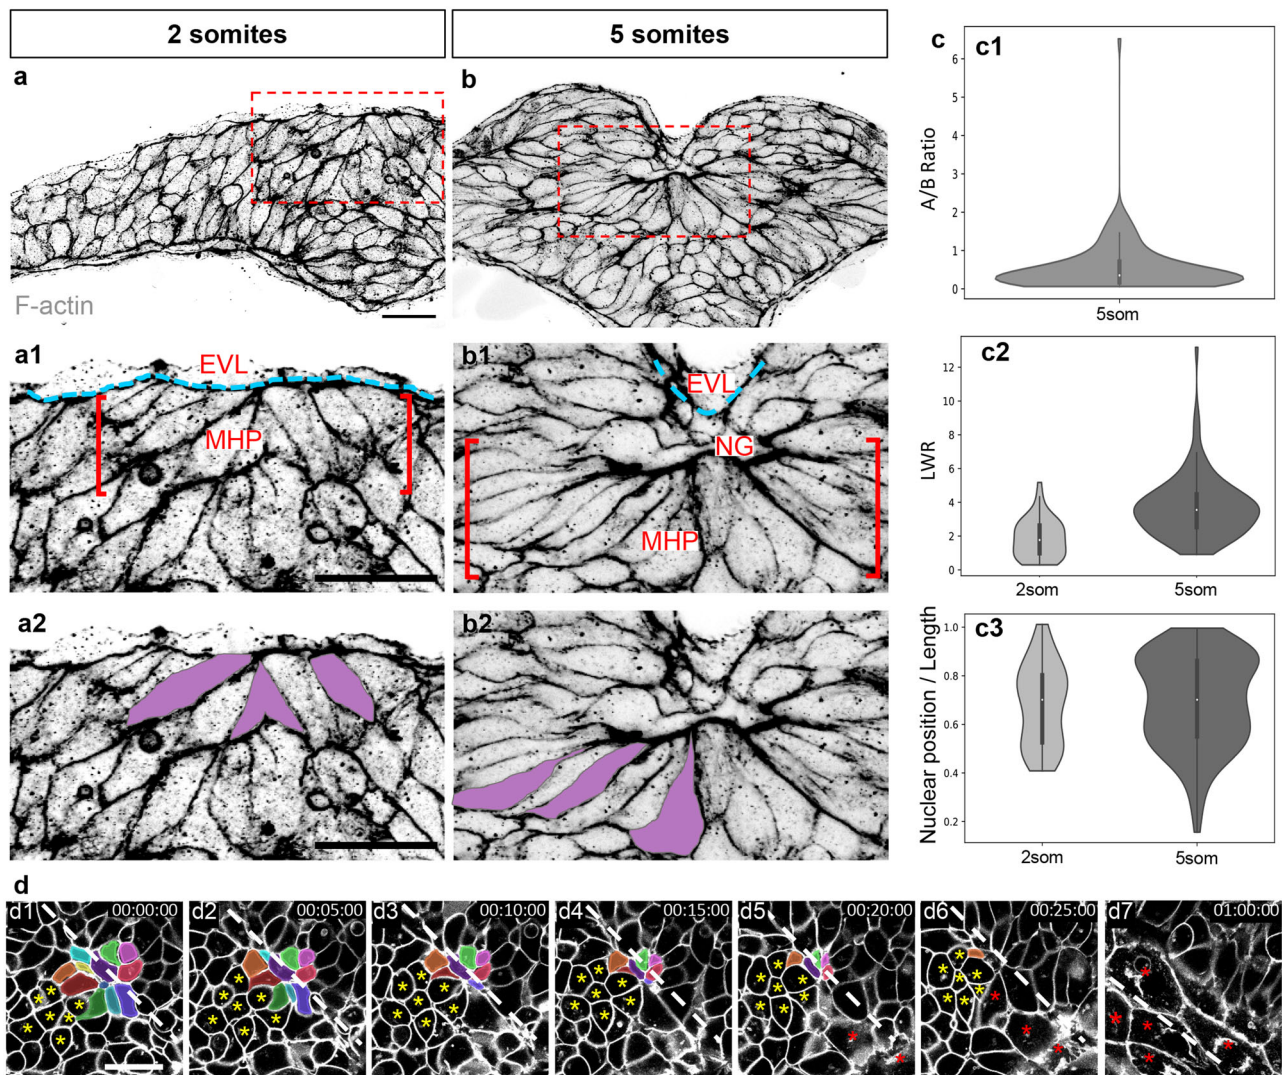 2 somites
5 somites
a
F-actin
b
c
c1
A/B Ratio
6
5
4
3
2
1
0
5som
a1
EVL
MHP
b1
EVL
NG
MHP
c2
LWR
12
10
8
6
4
2
0
2som
5som
a2
b2
c3
Nuclear position / Length
1.0
0.8
0.6
0.4
0.2
2som
5som
d
d1
00:00:00
d2
00:05:00
d3
00:10:00
d4
00:15:00
d5
00:20:00
d6
00:25:00
d7
01:00:00